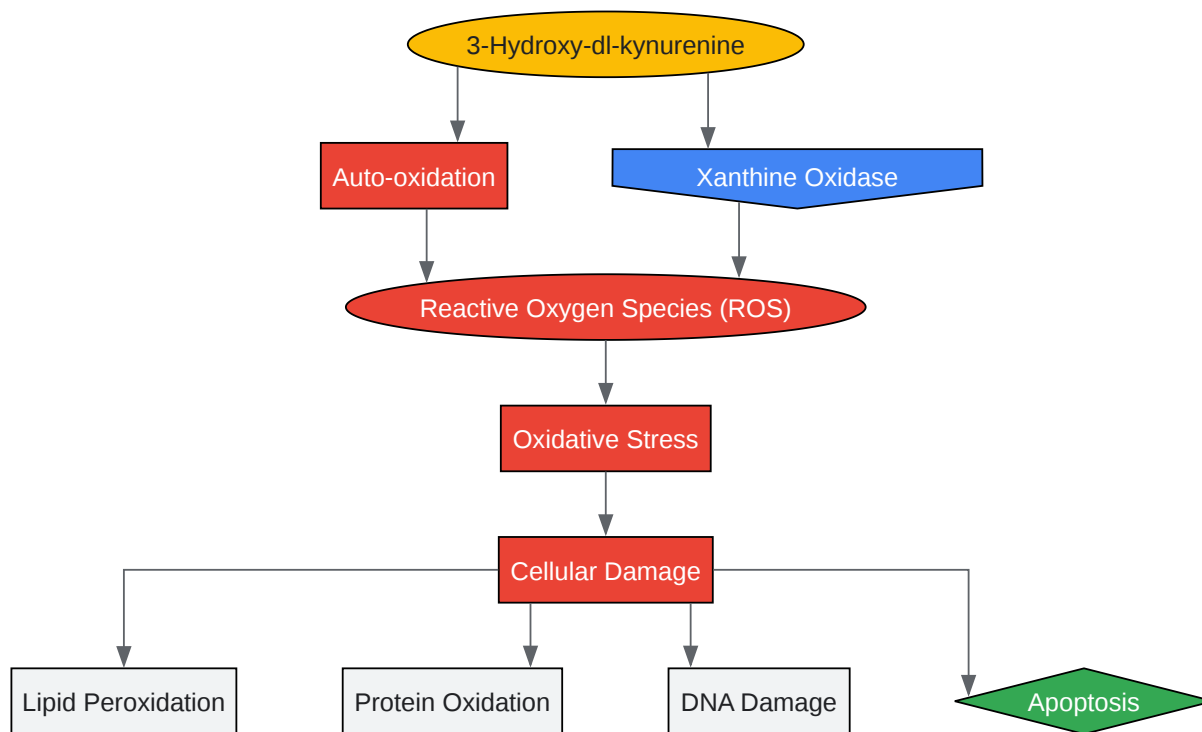 3-Hydroxy-dl-kynurenine
Auto-oxidation
Xanthine Oxidase
Reactive Oxygen Species (ROS)
Oxidative Stress
Cellular Damage
Lipid Peroxidation
Protein Oxidation
DNA Damage
Apoptosis